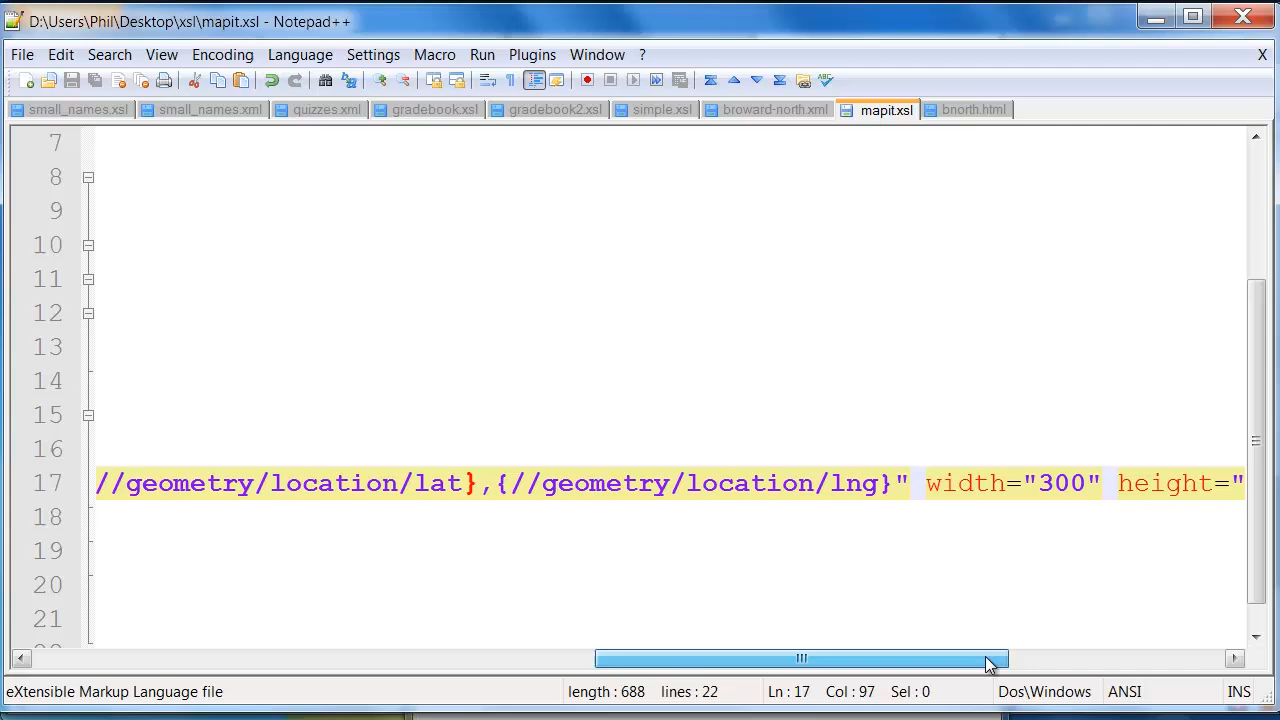 D:\Users\Phil\Desktop\xsl\mapit.xsl - Notepad++
File Edit Search View Encoding Language Settings Macro Run Plugins Window ? X
small_names.xsl small_names.xml quizzes.xml gradebook.xsl gradebook2.xsl simple.xsl broward-north.xml mapit.xsl bnorth.html
7
8
9
10
11
12
13
14
15
16
17 //geometry/location/lat},{//geometry/location/lng}" width="300" height="
18
19
20
21
eXtensible Markup Language file length : 688 lines : 22 Ln : 17 Col : 97 Sel : 0 Dos\Windows ANSI INS